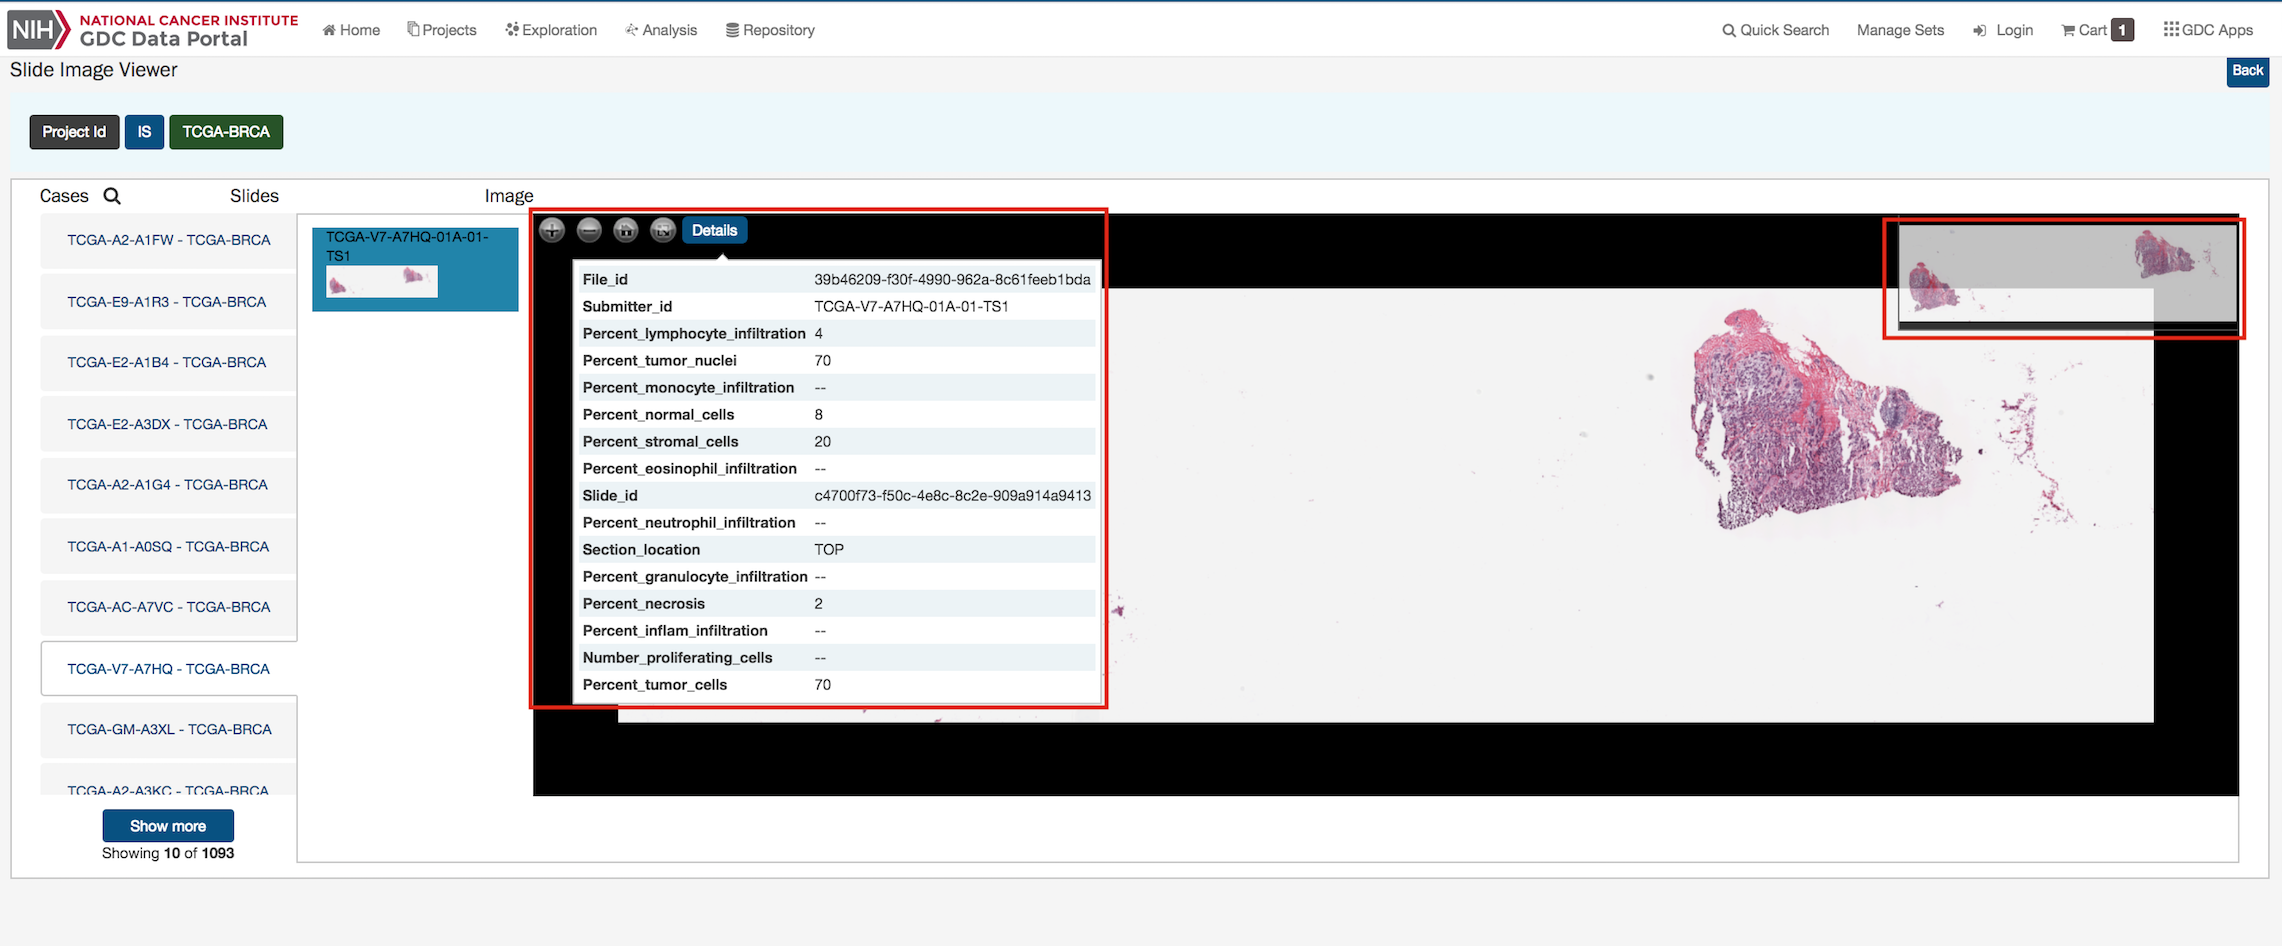 NIH NATIONAL CANCER INSTITUTE
GDC Data Portal
Home Projects Exploration Analysis Repository
Quick Search Manage Sets Login Cart 1 GDC Apps
Slide Image Viewer
Back
Project Id IS TCGA-BRCA
Cases Slides Image
TCGA-A2-A1FW - TCGA-BRCA
TCGA-E9-A1R3 - TCGA-BRCA
TCGA-E2-A1B4 - TCGA-BRCA
TCGA-E2-A3DX - TCGA-BRCA
TCGA-A2-A1G4 - TCGA-BRCA
TCGA-A1-A0SQ - TCGA-BRCA
TCGA-AC-A7VC - TCGA-BRCA
TCGA-V7-A7HQ - TCGA-BRCA
TCGA-GM-A3XL - TCGA-BRCA
TCGA-A2-A3KC - TCGA-BRCA
Show more
Showing 10 of 1093
TCGA-V7-A7HQ-01A-01-
TS1
Details
File_id 39b46209-f30f-4990-962a-8c61feeb1bda
Submitter_id TCGA-V7-A7HQ-01A-01-TS1
Percent_lymphocyte_infiltration 4
Percent_tumor_nuclei 70
Percent_monocyte_infiltration --
Percent_normal_cells 8
Percent_stromal_cells 20
Percent_eosinophil_infiltration --
Slide_id c4700f73-f50c-4e8c-8c2e-909a914a9413
Percent_neutrophil_infiltration --
Section_location TOP
Percent_granulocyte_infiltration --
Percent_necrosis 2
Percent_inflam_infiltration --
Number_proliferating_cells --
Percent_tumor_cells 70